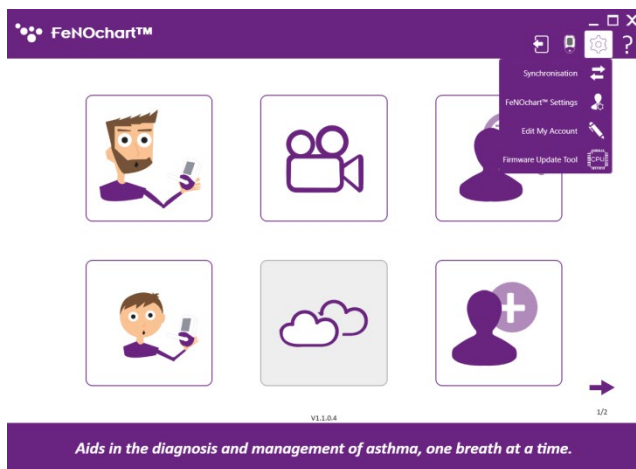 FeNOchart™
?
Synchronisation
FeNOchart™ Settings
Edit My Account
Firmware Update Tool
CPU
V1.1.0.4
1/2
Aids in the diagnosis and management of asthma, one breath at a time.